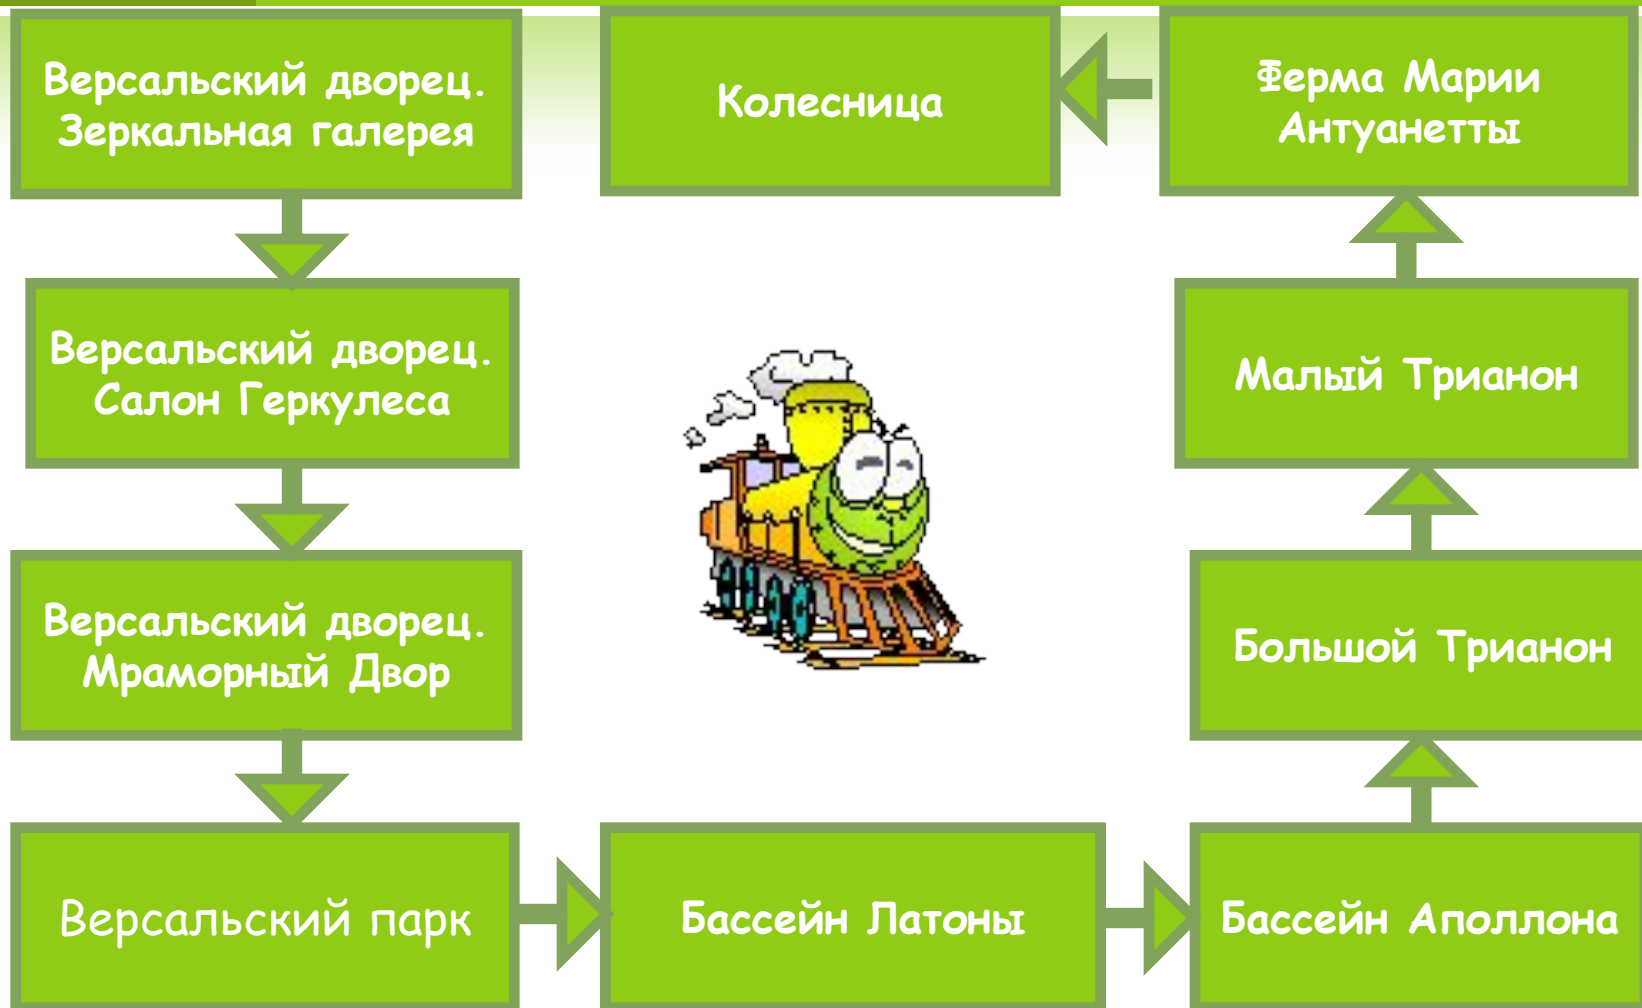 Версальский дворец.
Зеркальная галерея
Колесница
Ферма Марии
Антуанетты
Версальский дворец.
Салон Геркулеса
Малый Трианон
Версальский дворец.
Мраморный Двор
Большой Трианон
Версальский парк
Бассейн Латоны
Бассейн Аполлона